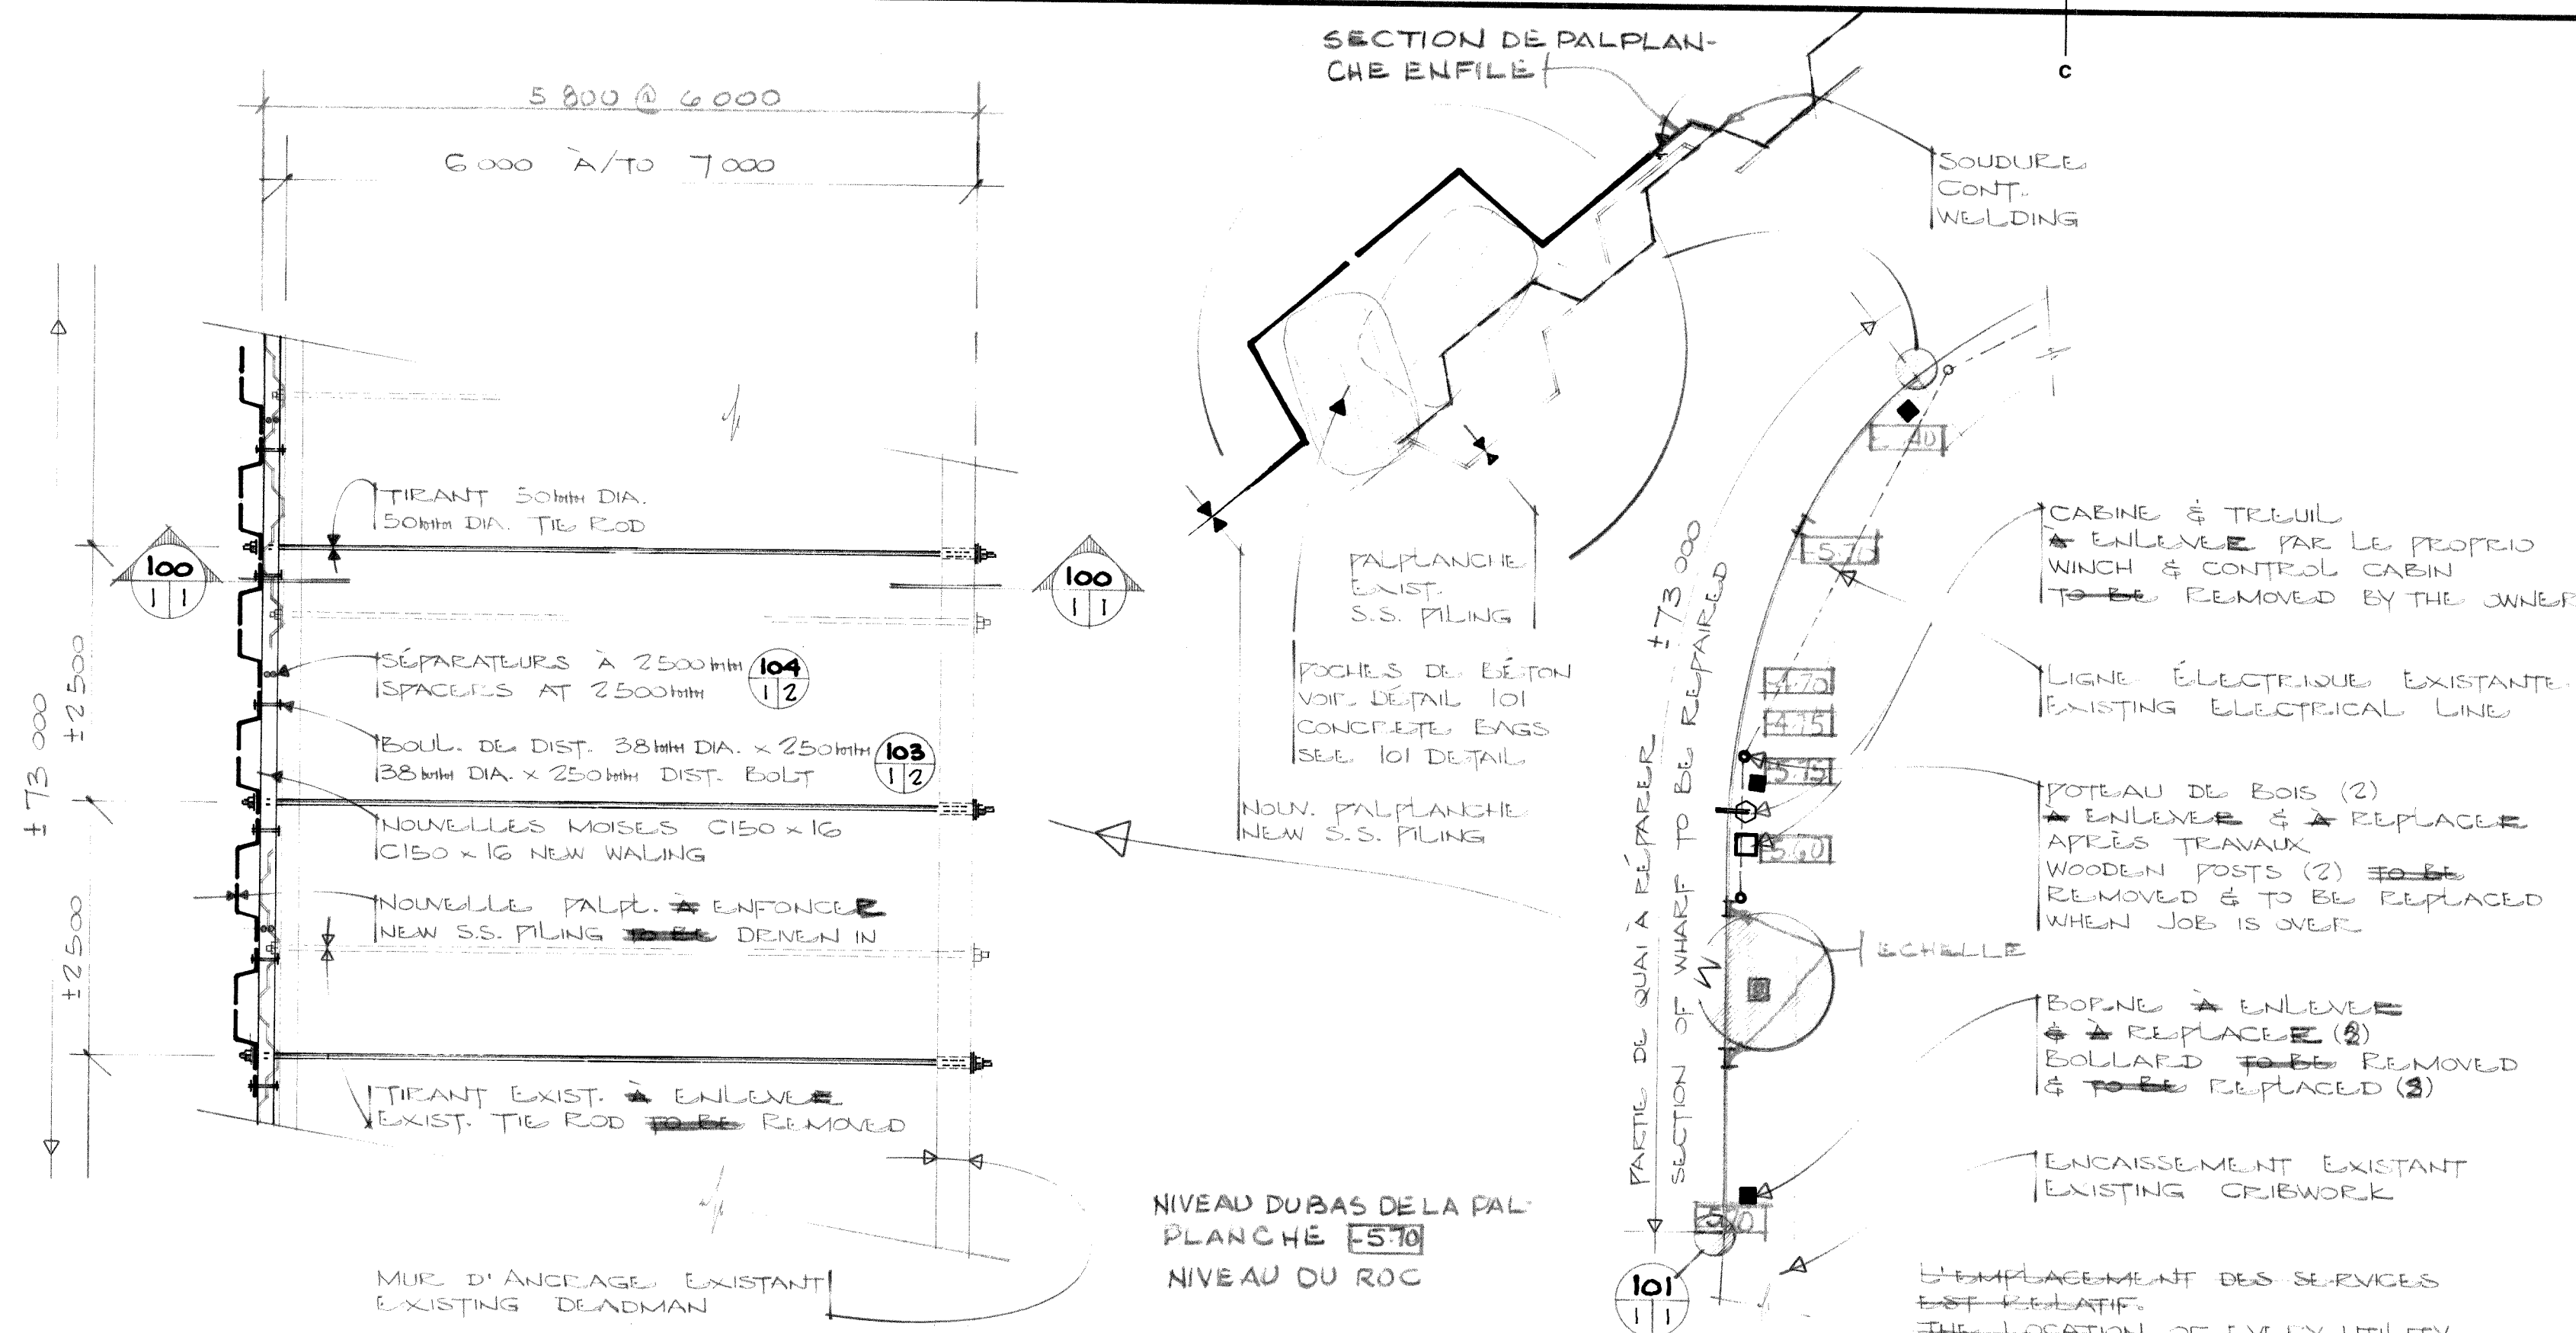 SECTION DE PALPLAN-
CHE ENFILE
C
5 800 @ 6 000
6 000 À/TO 7 000
SOUDURE
CONT.
WELDING
TIRANT 50mm DIA.
50mm DIA. TIE ROD
100
1 1
100
1 1
SÉPARATEURS À 2500mm
SPACERS AT 2500mm
104
1 2
BOUL. DE DIST. 38mm DIA. x 250mm
38mm DIA. x 250mm DIST. BOLT
103
1 2
NOUVELLES MOISES C150 x 16
C150 x 16 NEW WALING
NOUVELLE PALPL. À ENFONCER
NEW S.S. PILING TO BE DRIVEN IN
TIRANT EXIST. À ENLEVER
EXIST. TIE ROD TO BE REMOVED
±73 000
±2500
±2500
MUR D'ANCRAGE EXISTANT
EXISTING DEADMAN
PALPLANCHE
EXIST.
S.S. PILING
POCHES DE BÉTON
VOIR DÉTAIL 101
CONCRETE BAGS
SEE 101 DETAIL
NOUV. PALPLANCHE
NEW S.S. PILING
NIVEAU DU BAS DE LA PAL-
PLANCHE -5.70
NIVEAU DU ROC
±73 000
PARTIE DE QUAI À RÉPARER
SECTION OF WHARF TO BE REPAIRED
-5.70
-4.70
-4.75
-5.75
-5.60
101
1 1
CABINE & TREUIL
À ENLEVER PAR LE PROPRIO
WINCH & CONTROL CABIN
TO BE REMOVED BY THE OWNER
LIGNE ÉLECTRIQUE EXISTANTE
EXISTING ELECTRICAL LINE
POTEAU DE BOIS (2)
À ENLEVER & À REPLACER
APRÈS TRAVAUX
WOODEN POSTS (2) TO BE
REMOVED & TO BE REPLACED
WHEN JOB IS OVER
ECHELLE
BORNE À ENLEVER
& À REPLACER (3)
BOLLARD TO BE REMOVED
& TO BE REPLACED (3)
ENCAISSEMENT EXISTANT
EXISTING CRIBWORK
L'EMPLACEMENT DES SERVICES
EST RELATIF.
THE LOCATION OF EVERY UTILITY